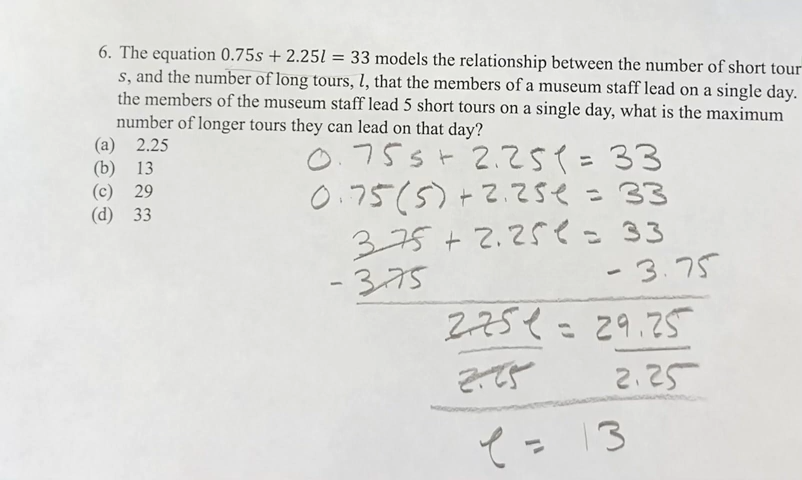 6. The equation 0.75s + 2.25l = 33 models the relationship between the number of short tour
s, and the number of long tours, l, that the members of a museum staff lead on a single day.
the members of the museum staff lead 5 short tours on a single day, what is the maximum
number of longer tours they can lead on that day?
(a) 2.25
(b) 13
(c) 29
(d) 33
0.75s + 2.25l = 33
0.75(5) + 2.25l = 33
3.75 + 2.25l = 33
- 3.75 - 3.75
2.25l = 29.25
2.25 2.25
l = 13